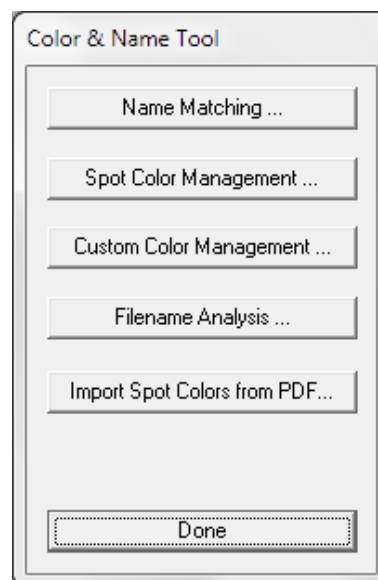 Color & Name Tool
Name Matching ...
Spot Color Management ...
Custom Color Management ...
Filename Analysis ...
Import Spot Colors from PDF...
Done